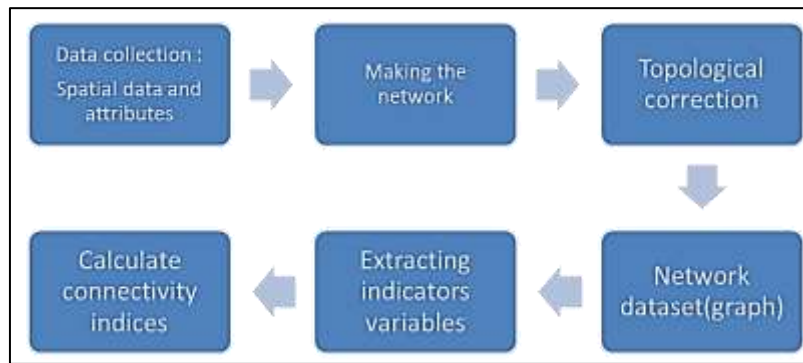 Data collection :
Spatial data and
attributes
Making the
network
Topological
correction
Network
dataset(graph)
Extracting
indicators
variables
Calculate
connectivity
indices